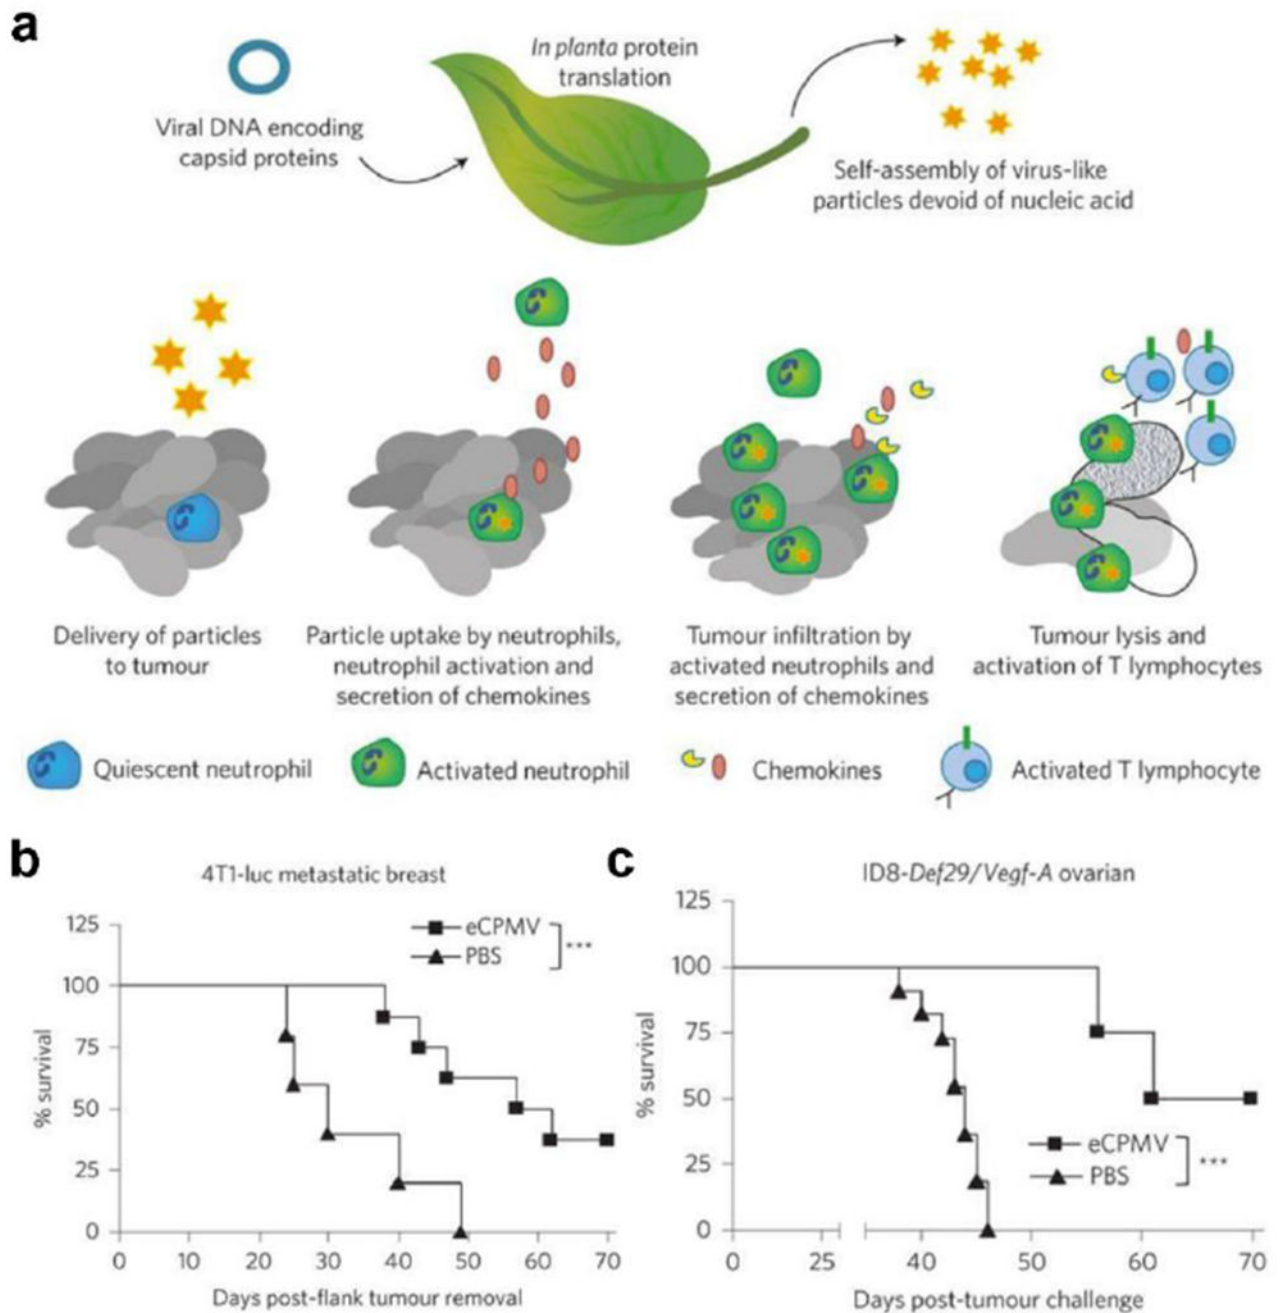 a
Viral DNA encoding
capsid proteins
In planta protein
translation
Self-assembly of virus-like
particles devoid of nucleic acid
Delivery of particles
to tumour
Particle uptake by neutrophils,
neutrophil activation and
secretion of chemokines
Tumour infiltration by
activated neutrophils and
secretion of chemokines
Tumour lysis and
activation of T lymphocytes
Quiescent neutrophil
Activated neutrophil
Chemokines
Activated T lymphocyte
b
4T1-luc metastatic breast
eCPMV
PBS
***
125
100
75
50
25
0
% survival
0 10 20 30 40 50 60 70
Days post-flank tumour removal
c
ID8-Def29/Vegf-A ovarian
125
100
75
50
25
0
% survival
eCPMV
PBS
***
0 25 40 50 60 70
Days post-tumour challenge